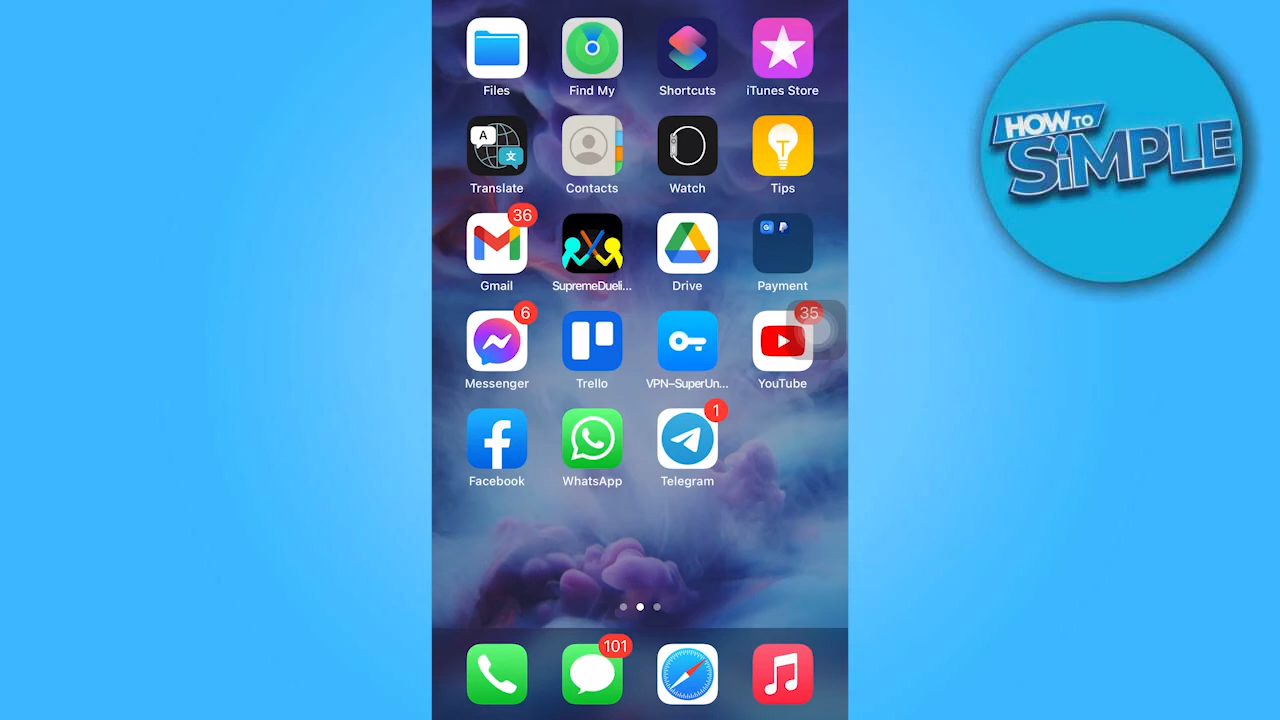 HOW TO
SiMPLE
Files
Find My
Shortcuts
iTunes Store
A
文
T
Translate
Contacts
Watch
Tips
36
Gmail
SupremeDueli...
Drive
Payment
6
35
Messenger
Trello
VPN–SuperUn...
YouTube
1
Facebook
WhatsApp
Telegram
101